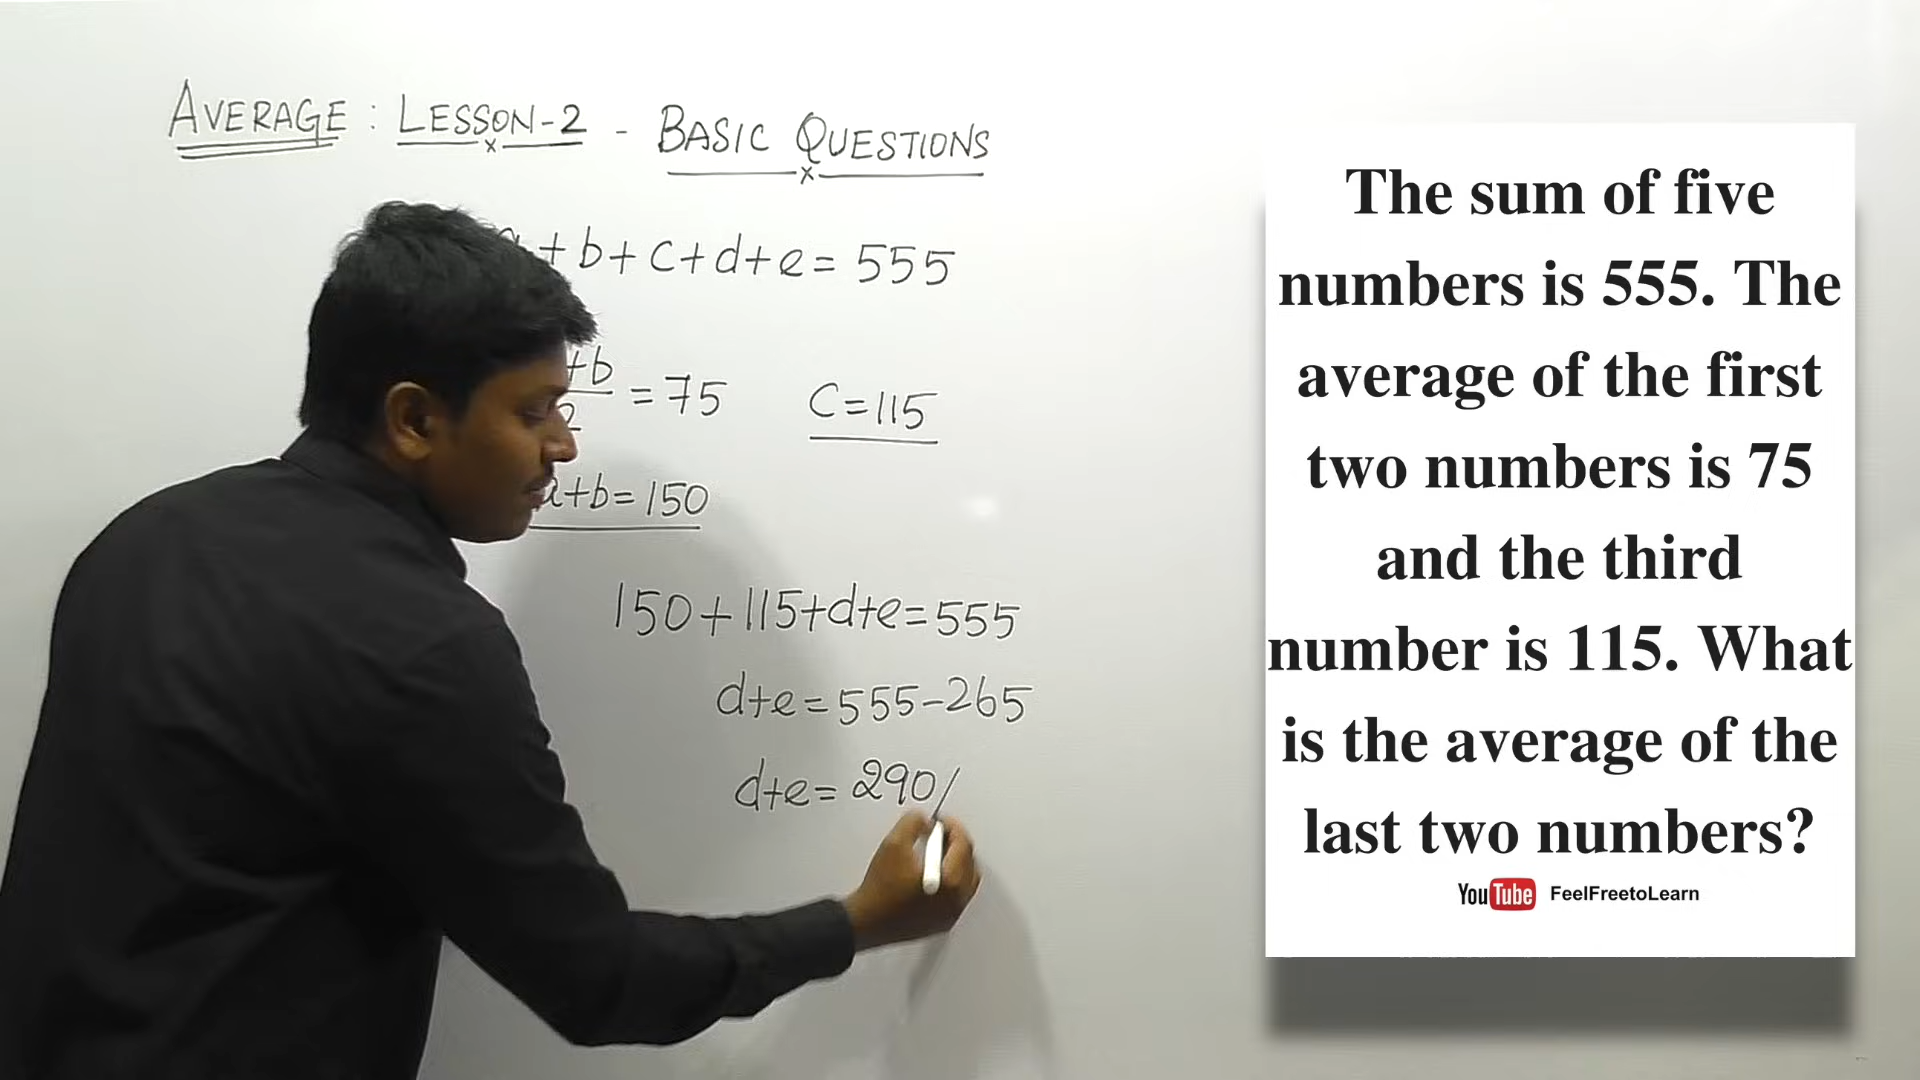 AVERAGE : LESSON-2 - BASIC QUESTIONS
+ b + c + d + e = 555
+b
2
= 75
C = 115
a+b = 150
150 + 115 + d+e = 555
d+e = 555 - 265
d+e = 290/
The sum of five
numbers is 555. The
average of the first
two numbers is 75
and the third
number is 115. What
is the average of the
last two numbers?
YouTube FeelFreetoLearn